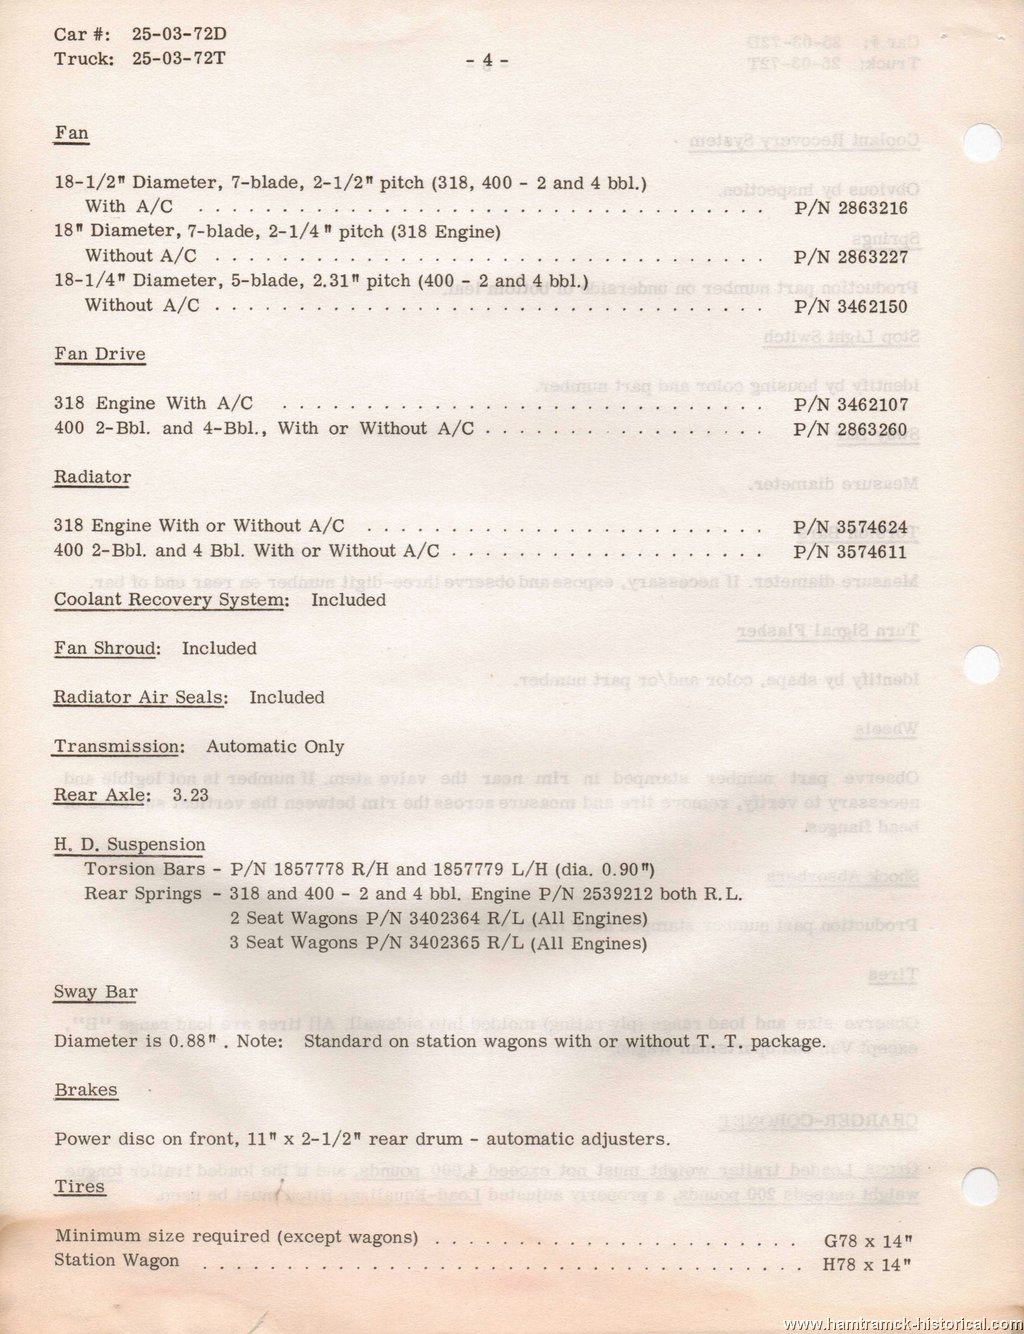 Car #: 25-03-72D
Truck: 25-03-72T
- 4 -
Fan
18-1/2" Diameter, 7-blade, 2-1/2" pitch (318, 400 - 2 and 4 bbl.)
With A/C . . . . . . . . . . . . . . . . . . . . . . . . . . . . . . . . . . . . . . . . P/N 2863216
18" Diameter, 7-blade, 2-1/4" pitch (318 Engine)
Without A/C . . . . . . . . . . . . . . . . . . . . . . . . . . . . . . . . . . . . . . . P/N 2863227
18-1/4" Diameter, 5-blade, 2.31" pitch (400 - 2 and 4 bbl.)
Without A/C . . . . . . . . . . . . . . . . . . . . . . . . . . . . . . . . . . . . . . . P/N 3462150
Fan Drive
318 Engine With A/C . . . . . . . . . . . . . . . . . . . . . . . . . . . . . . . . . . P/N 3462107
400 2-Bbl. and 4-Bbl., With or Without A/C . . . . . . . . . . . . . . . . . . . . P/N 2863260
Radiator
318 Engine With or Without A/C . . . . . . . . . . . . . . . . . . . . . . . . . . . . P/N 3574624
400 2-Bbl. and 4 Bbl. With or Without A/C . . . . . . . . . . . . . . . . . . . . . . P/N 3574611
Coolant Recovery System: Included
Fan Shroud: Included
Radiator Air Seals: Included
Transmission: Automatic Only
Rear Axle: 3.23
H. D. Suspension
Torsion Bars - P/N 1857778 R/H and 1857779 L/H (dia. 0.90")
Rear Springs - 318 and 400 - 2 and 4 bbl. Engine P/N 2539212 both R.L.
2 Seat Wagons P/N 3402364 R/L (All Engines)
3 Seat Wagons P/N 3402365 R/L (All Engines)
Sway Bar
Diameter is 0.88" . Note: Standard on station wagons with or without T. T. package.
Brakes
Power disc on front, 11" x 2-1/2" rear drum - automatic adjusters.
Tires
Minimum size required (except wagons) . . . . . . . . . . . . . . . . . . . . . . . G78 x 14"
Station Wagon . . . . . . . . . . . . . . . . . . . . . . . . . . . . . . . . . . . . . . H78 x 14"
www.hamtramck-historical.com